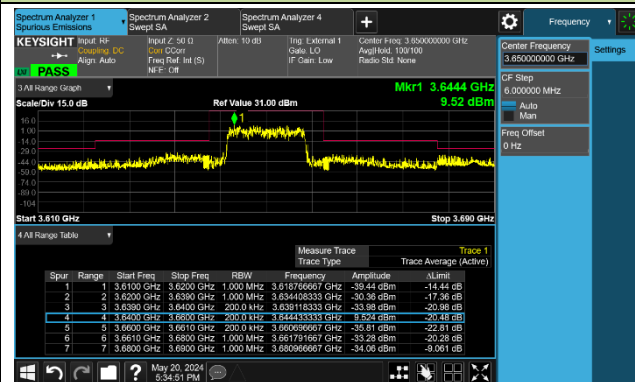 Spectrum Analyzer 1
Spurious Emissions
Spectrum Analyzer 2
Swept SA
Spectrum Analyzer 4
Swept SA
Frequency
KEYSIGHT
Input: RF
Coupling: DC
Align: Auto
Input Z: 50 Ω
Corr CCorr
Freq Ref: Int (S)
NFE: Off
Atten: 10 dB
Trig: External 1
Gate: LO
IF Gain: Low
Center Freq: 3.650000000 GHz
Avg|Hold: 100/100
Radio Std: None
LXI
PASS
Center Frequency
3.650000000 GHz
Settings
CF Step
6.000000 MHz
Auto
Man
Freq Offset
0 Hz
3 All Range Graph
Mkr1 3.6444 GHz
Scale/Div 15.0 dB
Ref Value 31.00 dBm
9.52 dBm
1
16.0
1.00
-14.0
-29.0
-44.0
-59.0
-74.0
-89.0
-104
Start 3.610 GHz
Stop 3.690 GHz
4 All Range Table
Measure Trace Trace 1
Trace Type Trace Average (Active)
Spur Range Start Freq Stop Freq RBW Frequency Amplitude ΔLimit
1 1 3.6100 GHz 3.6200 GHz 1.000 MHz 3.618766667 GHz -39.44 dBm -14.44 dB
2 2 3.6200 GHz 3.6390 GHz 1.000 MHz 3.634408333 GHz -30.36 dBm -17.36 dB
3 3 3.6390 GHz 3.6400 GHz 200.0 kHz 3.639118333 GHz -33.98 dBm -20.98 dB
4 4 3.6400 GHz 3.6600 GHz 200.0 kHz 3.644433333 GHz 9.524 dBm -20.48 dB
5 5 3.6600 GHz 3.6610 GHz 200.0 kHz 3.660696667 GHz -35.81 dBm -22.81 dB
6 6 3.6610 GHz 3.6800 GHz 1.000 MHz 3.661791667 GHz -33.28 dBm -20.28 dB
7 7 3.6800 GHz 3.6900 GHz 1.000 MHz 3.680966667 GHz -34.06 dBm -9.061 dB
May 20, 2024
5:34:51 PM